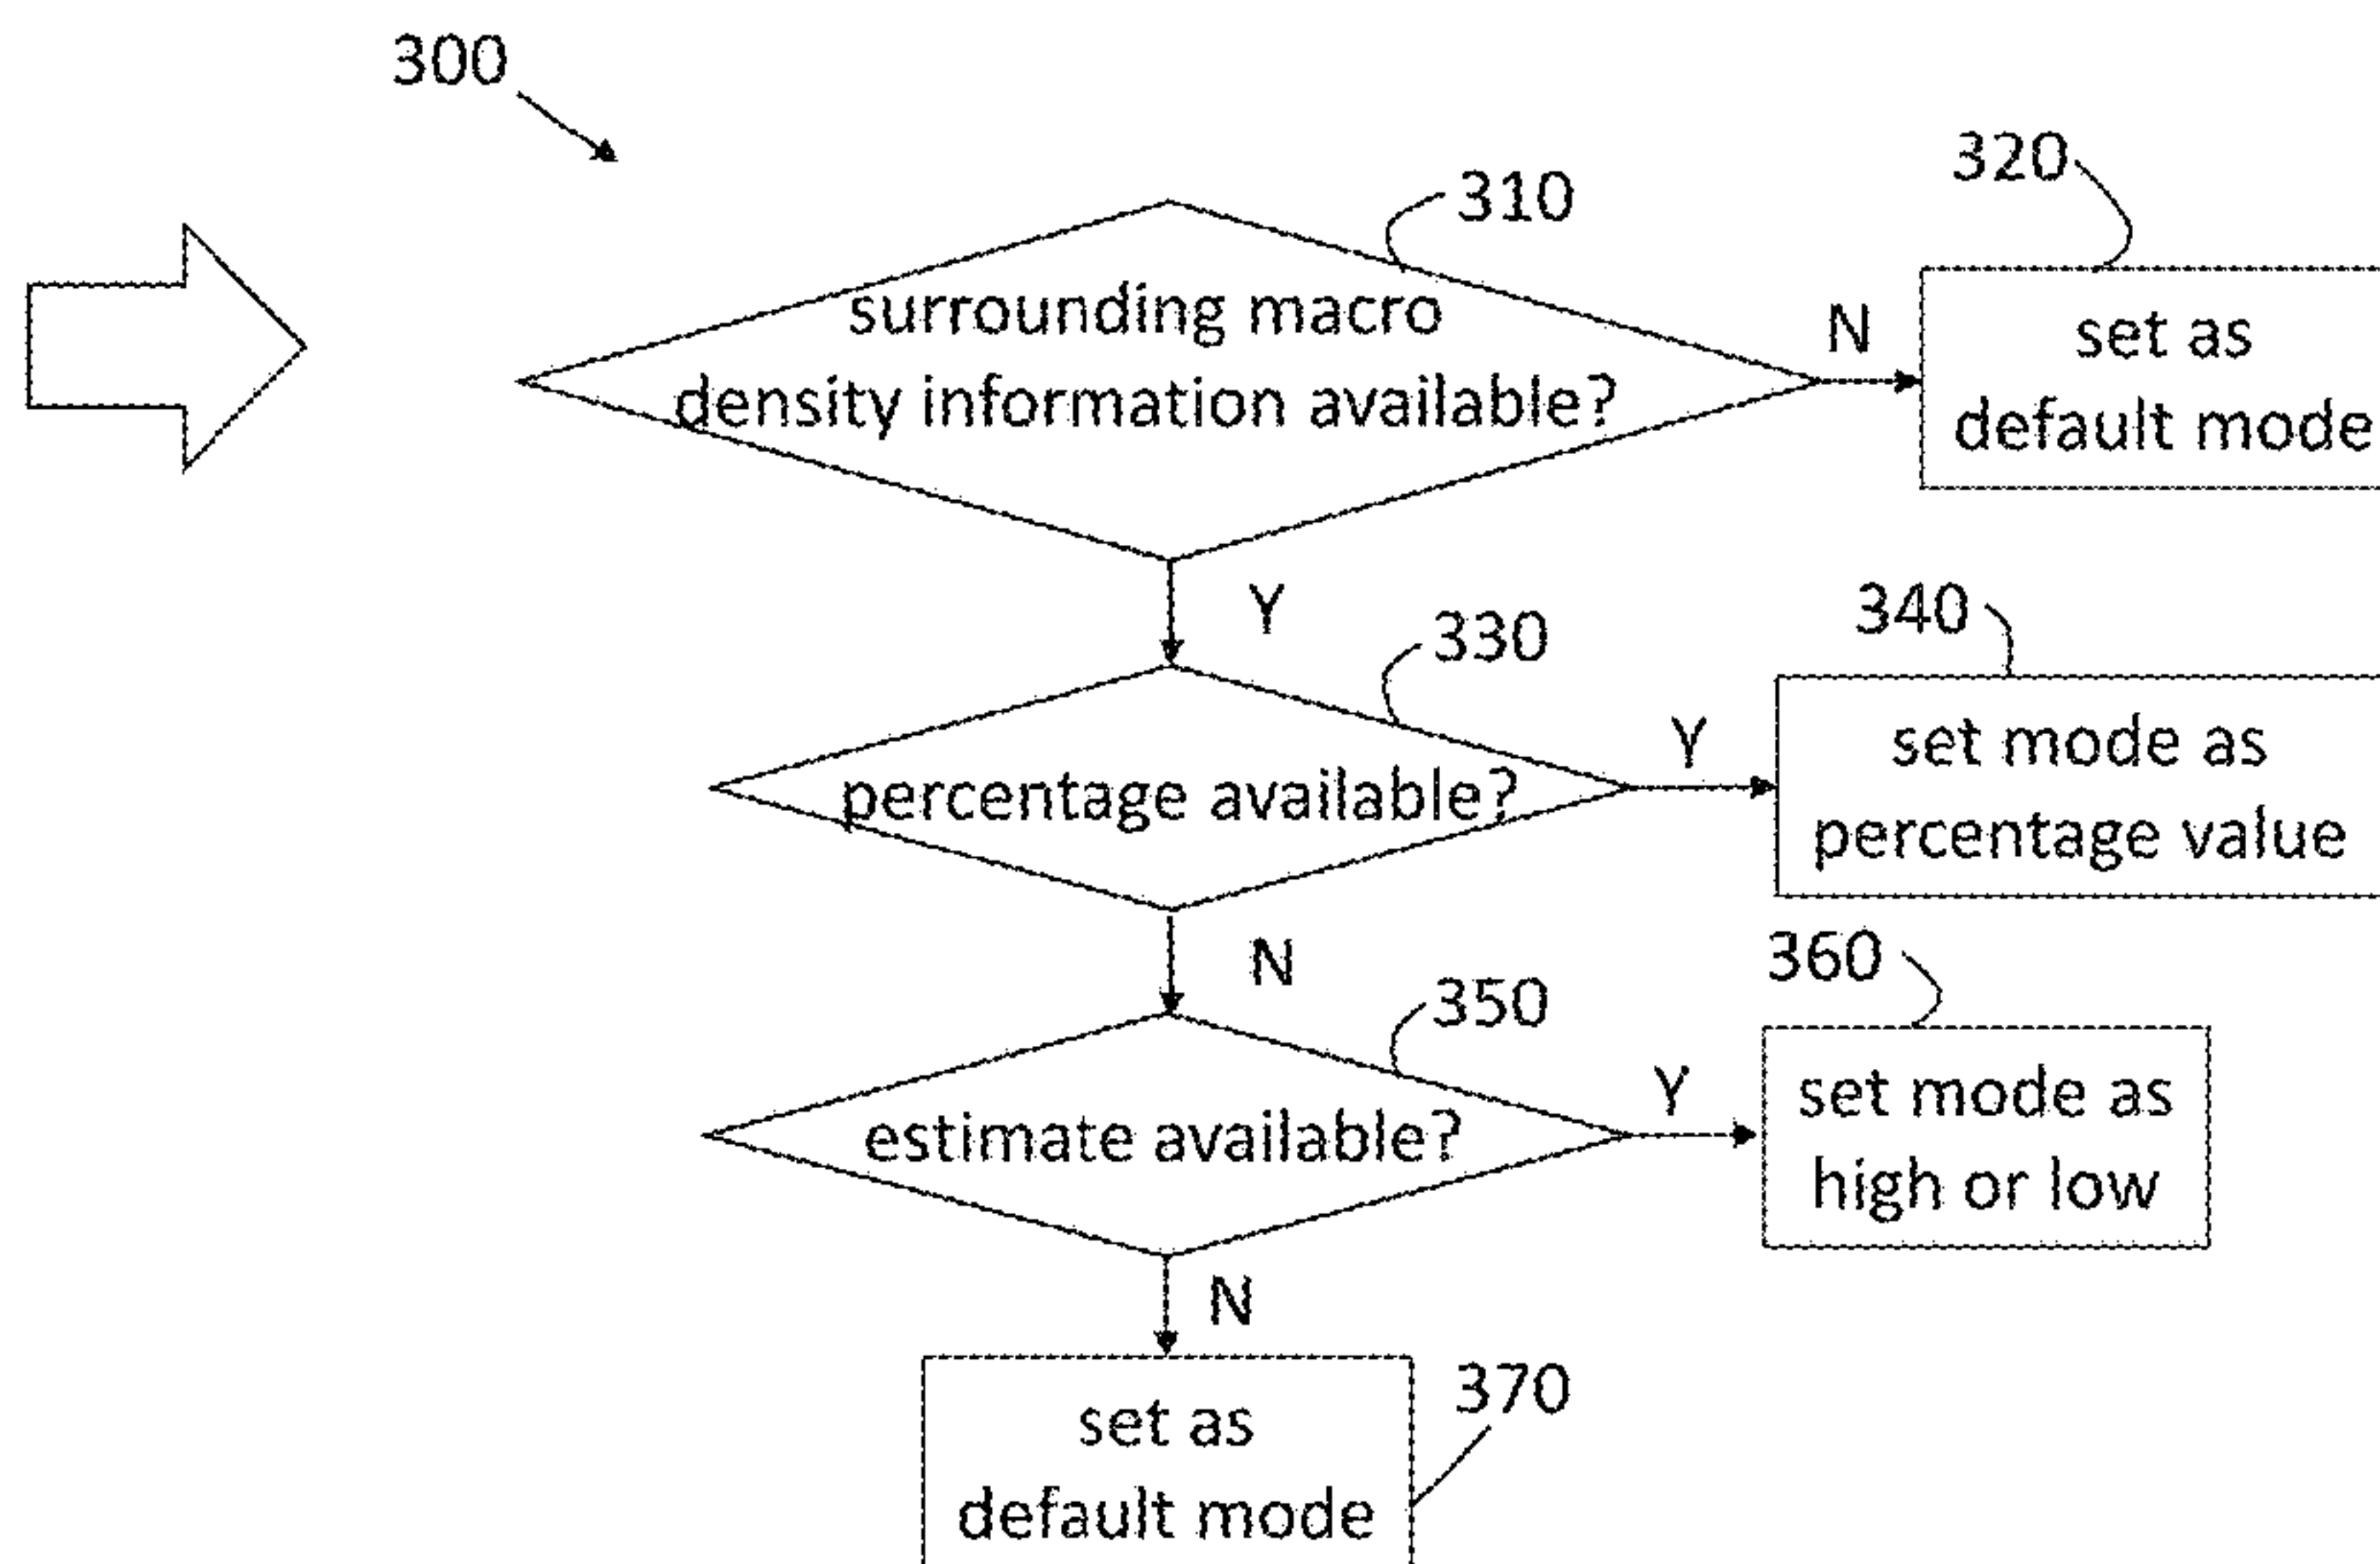 300
310
320
surrounding macro
density information available?
N
set as
default mode
Y
330
340
percentage available?
Y
set mode as
percentage value
N
350
360
estimate available?
Y
set mode as
high or low
N
370
set as
default mode